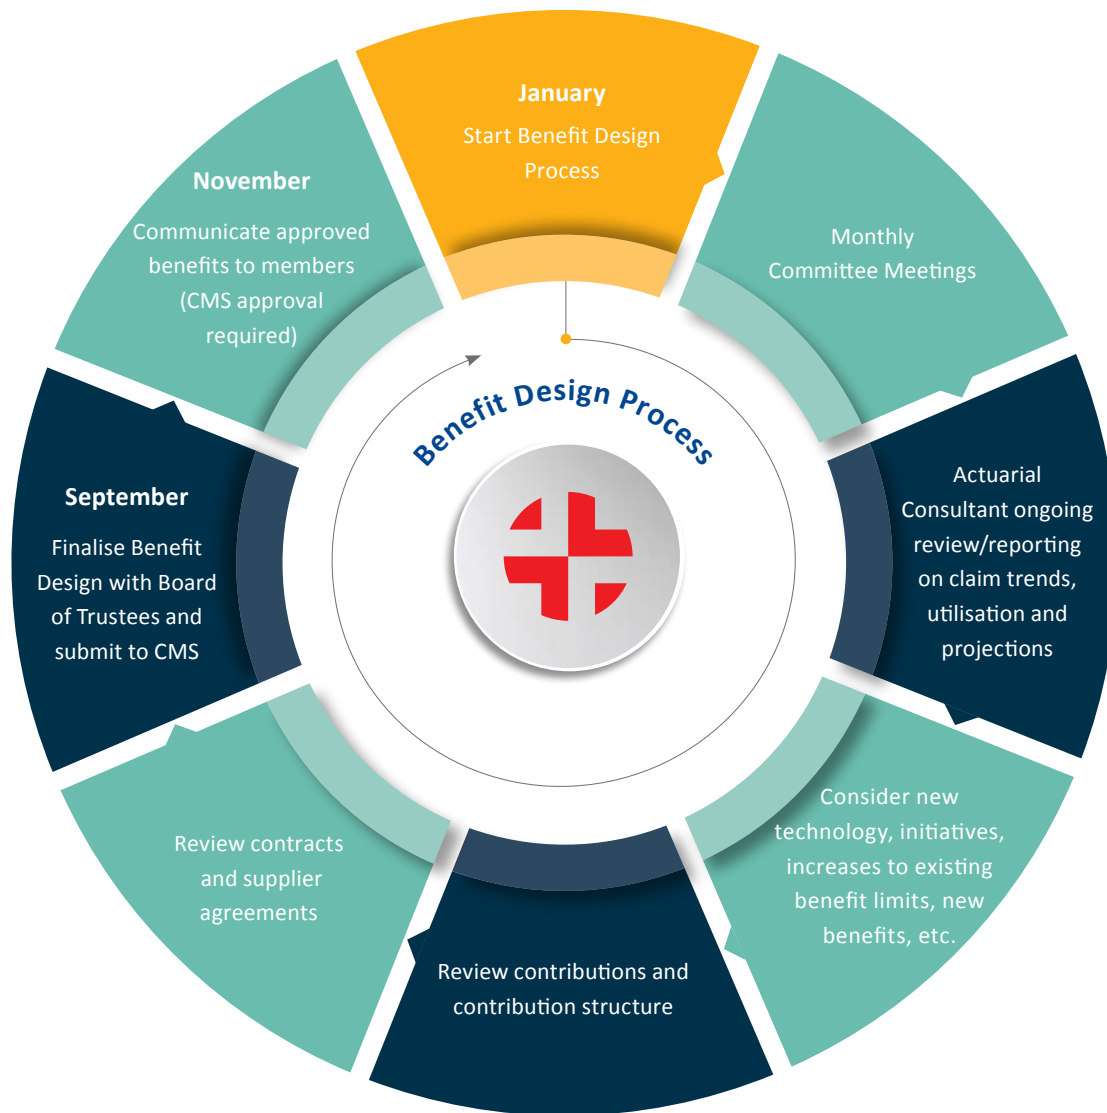 January
Start Benefit Design
Process
Monthly
Committee Meetings
Actuarial
Consultant ongoing
review/reporting
on claim trends,
utilisation and
projections
Consider new
technology, initiatives,
increases to existing
benefit limits, new
benefits, etc.
Review contributions and
contribution structure
Review contracts
and supplier
agreements
September
Finalise Benefit
Design with Board
of Trustees and
submit to CMS
November
Communicate approved
benefits to members
(CMS approval
required)
Benefit Design Process